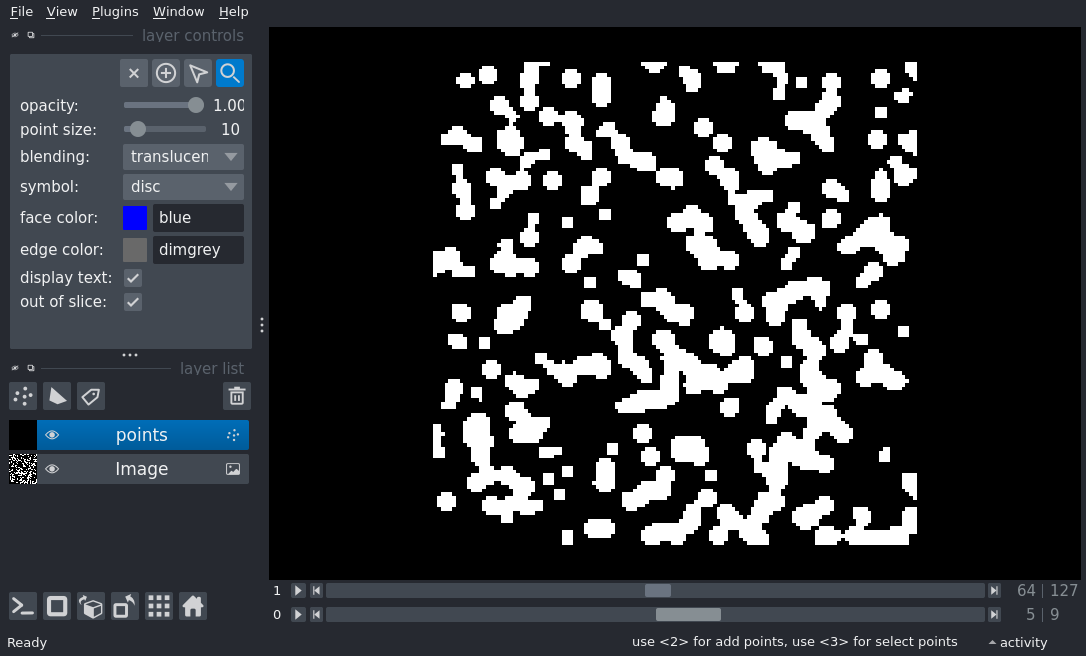 File View Plugins Window Help
layer controls
opacity: 1.00
point size: 10
blending: translucen
symbol: disc
face color: blue
edge color: dimgrey
display text:
out of slice:
layer list
points
Image
1 64 | 127
0 5 | 9
Ready use <2> for add points, use <3> for select points activity